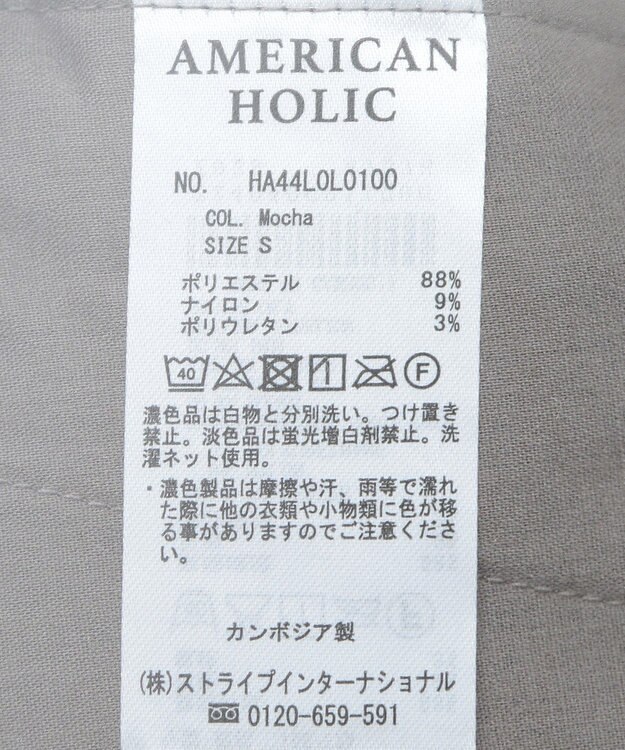 AMERICAN
HOLIC
NO. HA44L0L0100
COL. Mocha
SIZE S
ポリエステル 88%
ナイロン 9%
ポリウレタン 3%
40 F
濃色品は白物と分別洗い。つけ置き
禁止。淡色品は蛍光増白剤禁止。洗
濯ネット使用。
・濃色製品は摩擦や汗、雨等で濡れ
た際に他の衣類や小物類に色が移
る事がありますのでご注意くださ
い。
カンボジア製
(株)ストライプインターナショナル
0120-659-591